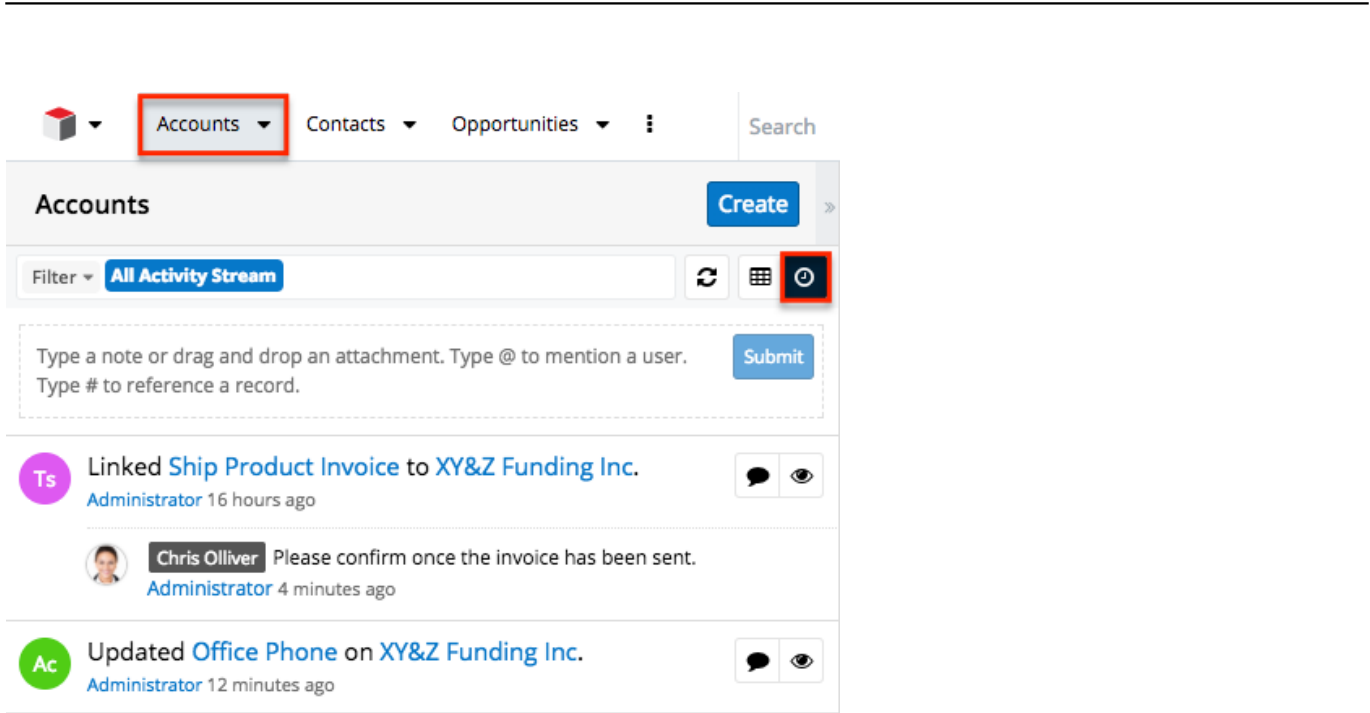 Accounts Contacts Opportunities Search
Accounts Create »
Filter All Activity Stream
Type a note or drag and drop an attachment. Type @ to mention a user. Submit
Type # to reference a record.
Ts Linked Ship Product Invoice to XY&Z Funding Inc.
Administrator 16 hours ago
Chris Olliver Please confirm once the invoice has been sent.
Administrator 4 minutes ago
Ac Updated Office Phone on XY&Z Funding Inc.
Administrator 12 minutes ago